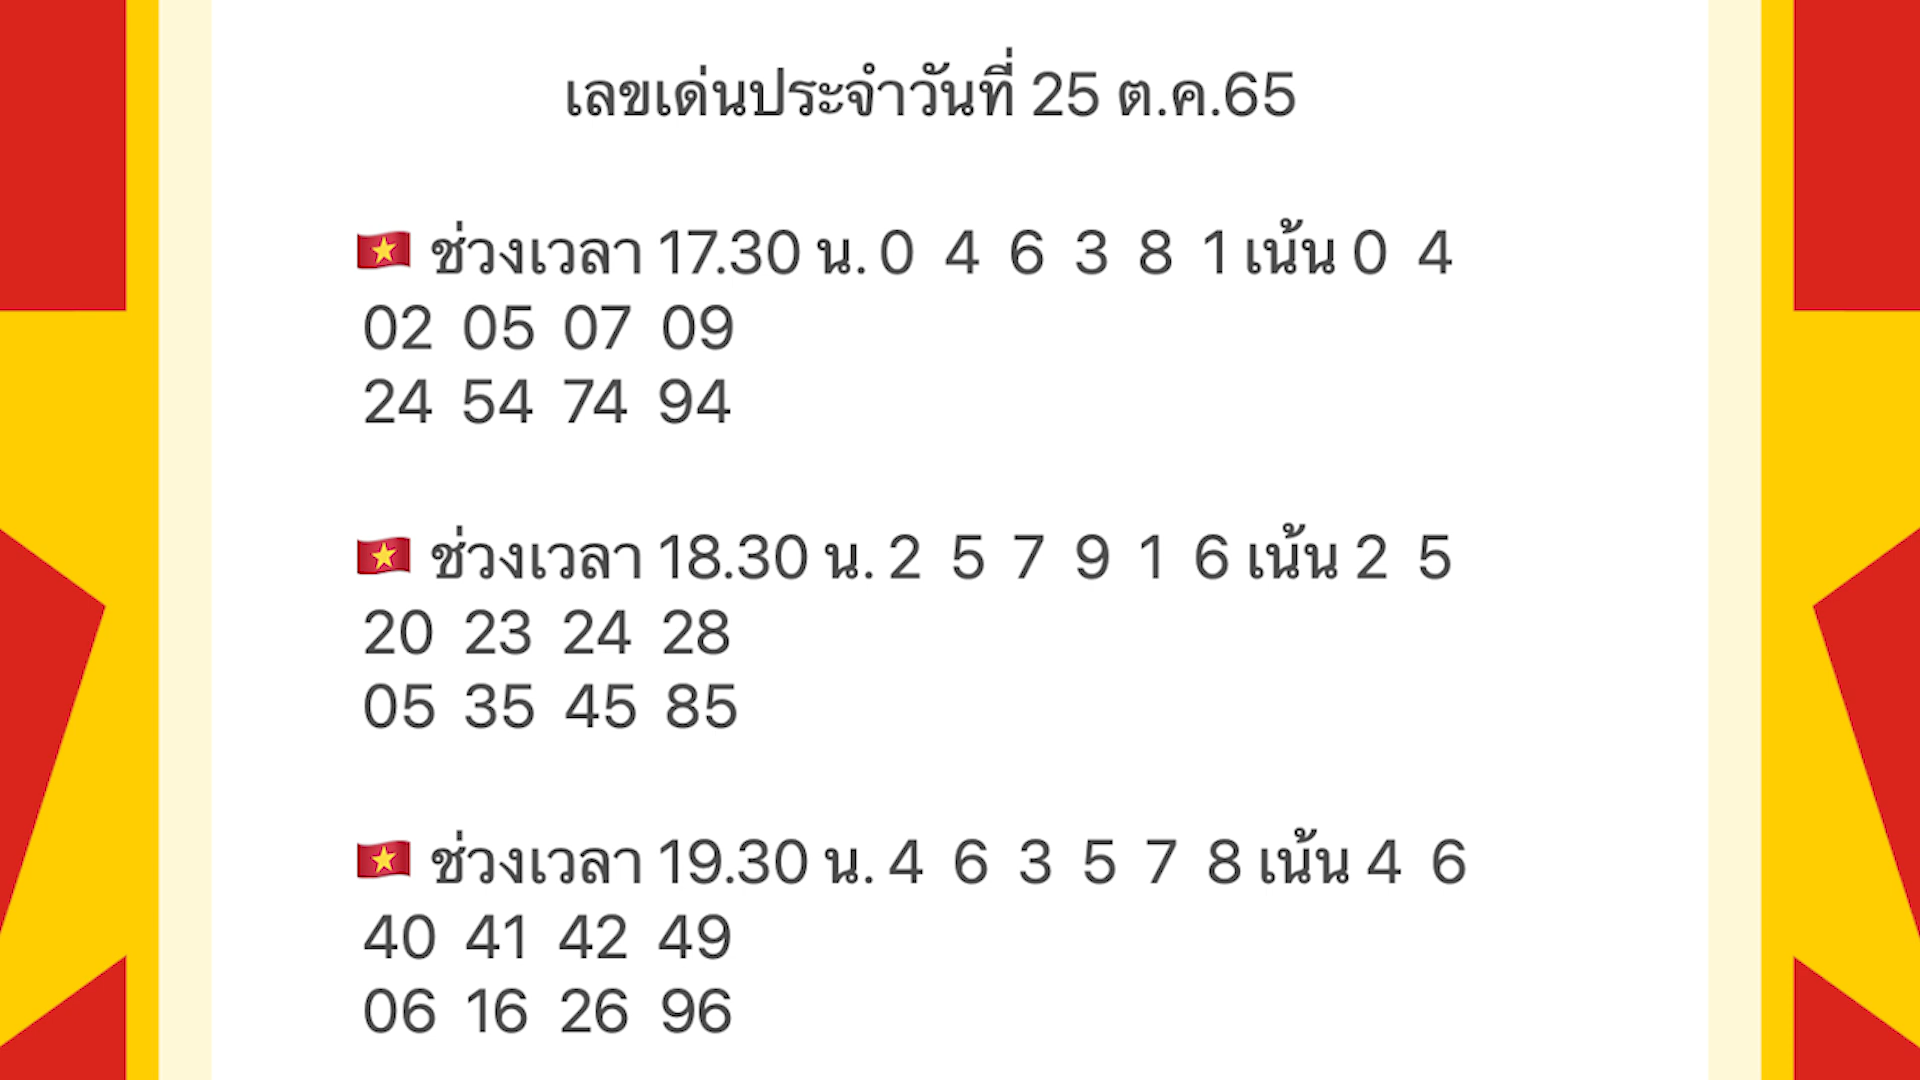 เลขเด่นประจำวันที่ 25 ต.ค.65
🇻🇳 ช่วงเวลา 17.30 น. 0 4 6 3 8 1 เน้น 0 4
02 05 07 09
24 54 74 94
🇻🇳 ช่วงเวลา 18.30 น. 2 5 7 9 1 6 เน้น 2 5
20 23 24 28
05 35 45 85
🇻🇳 ช่วงเวลา 19.30 น. 4 6 3 5 7 8 เน้น 4 6
40 41 42 49
06 16 26 96